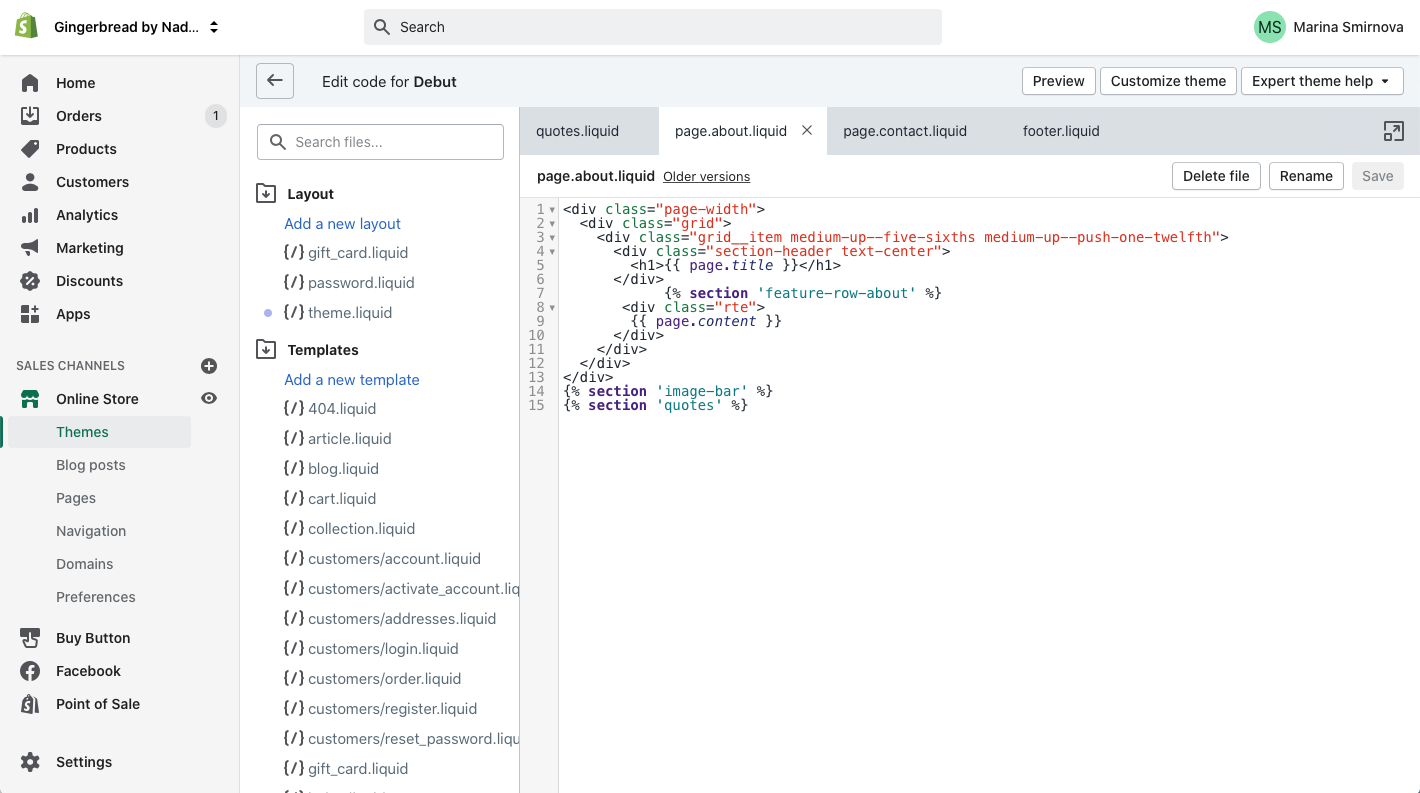 Gingerbread by Nad...
Search
MS
Marina Smirnova
Home
Orders
1
Products
Customers
Analytics
Marketing
Discounts
Apps
SALES CHANNELS
Online Store
Themes
Blog posts
Pages
Navigation
Domains
Preferences
Buy Button
Facebook
Point of Sale
Settings
Edit code for Debut
Preview
Customize theme
Expert theme help
Search files...
Layout
Add a new layout
{/} gift_card.liquid
{/} password.liquid
{/} theme.liquid
Templates
Add a new template
{/} 404.liquid
{/} article.liquid
{/} blog.liquid
{/} cart.liquid
{/} collection.liquid
{/} customers/account.liquid
{/} customers/activate_account.liq
{/} customers/addresses.liquid
{/} customers/login.liquid
{/} customers/order.liquid
{/} customers/register.liquid
{/} customers/reset_password.liqu
{/} gift_card.liquid
quotes.liquid
page.about.liquid
page.contact.liquid
footer.liquid
page.about.liquid Older versions
Delete file
Rename
Save
1 <div class="page-width">
2 <div class="grid">
3 <div class="grid__item medium-up--five-sixths medium-up--push-one-twelfth">
4 <div class="section-header text-center">
5 <h1>{{ page.title }}</h1>
6 </div>
7 {% section 'feature-row-about' %}
8 <div class="rte">
9 {{ page.content }}
10 </div>
11 </div>
12 </div>
13 </div>
14 {% section 'image-bar' %}
15 {% section 'quotes' %}